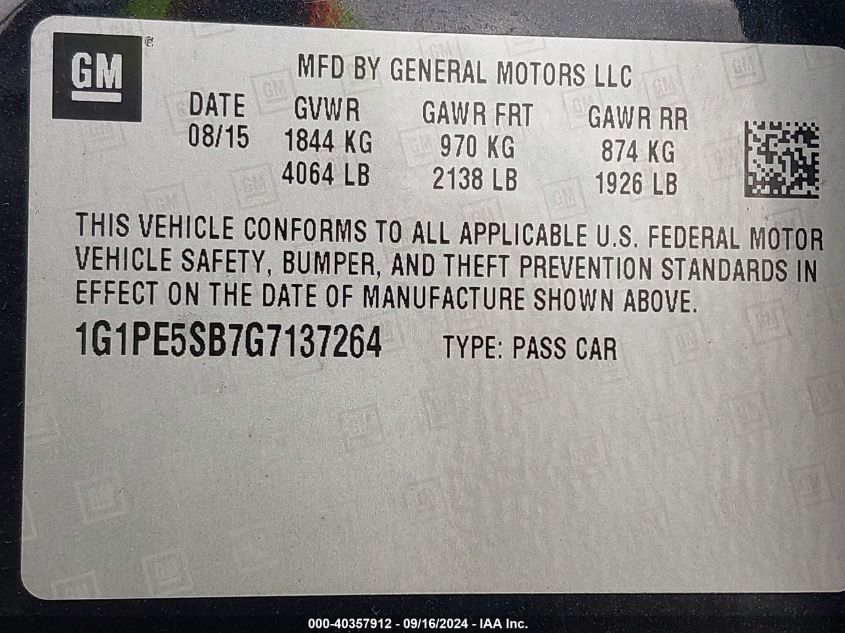 GM
®
MFD BY GENERAL MOTORS LLC
DATE GVWR GAWR FRT GAWR RR
08/15 1844 KG 970 KG 874 KG
4064 LB 2138 LB 1926 LB
THIS VEHICLE CONFORMS TO ALL APPLICABLE U.S. FEDERAL MOTOR
VEHICLE SAFETY, BUMPER, AND THEFT PREVENTION STANDARDS IN
EFFECT ON THE DATE OF MANUFACTURE SHOWN ABOVE.
1G1PE5SB7G7137264 TYPE: PASS CAR
000-40357912 - 09/16/2024 - IAA Inc.